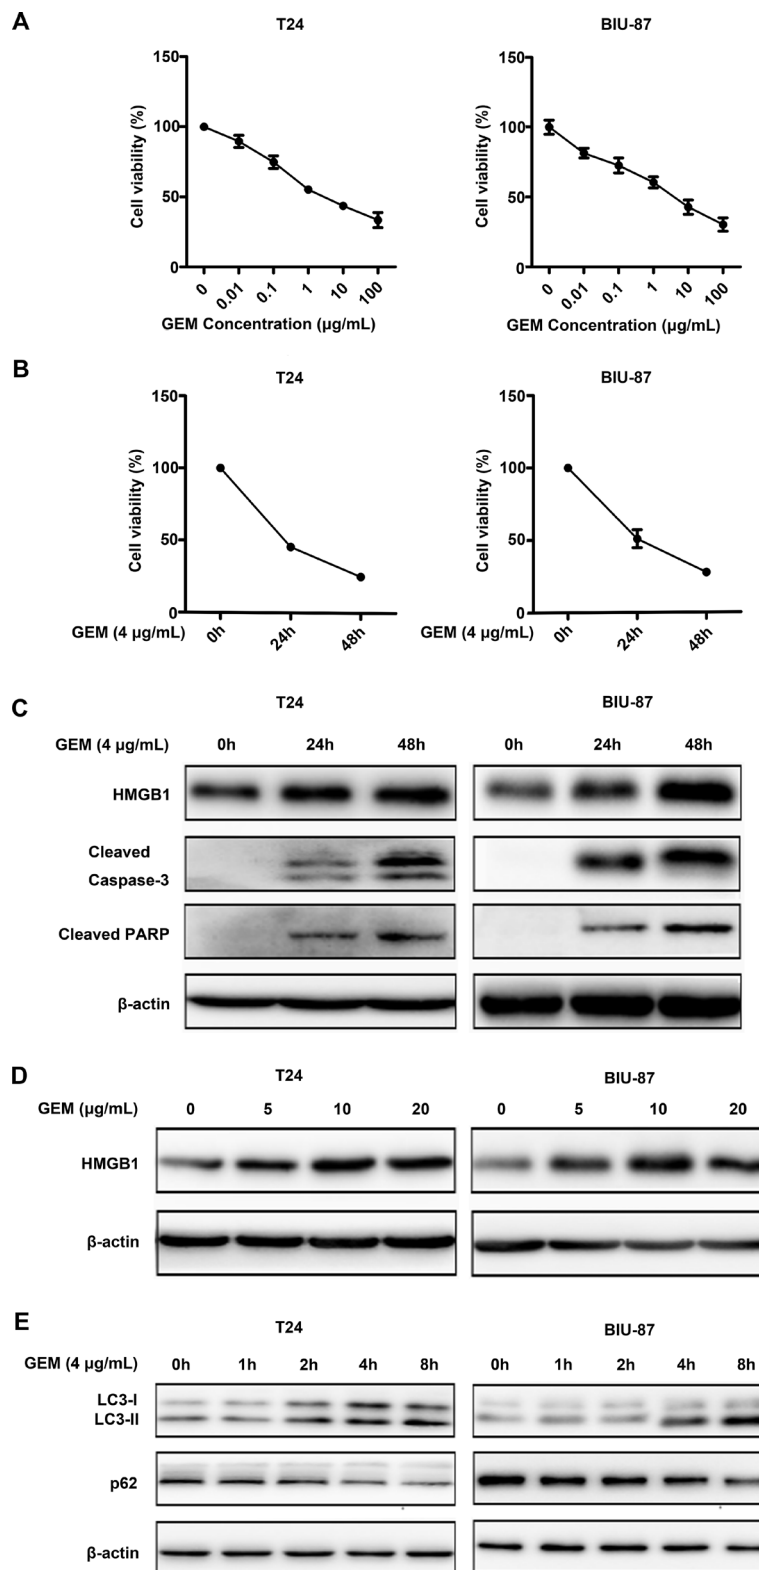 A
T24
BIU-87
Cell viability (%)
150
100
50
0
0
0.01
0.1
1
10
100
GEM Concentration (µg/mL)
Cell viability (%)
150
100
50
0
0
0.01
0.1
1
10
100
GEM Concentration (µg/mL)
B
T24
BIU-87
Cell viability (%)
150
100
50
0
GEM (4 µg/mL)
0h
24h
48h
Cell viability (%)
150
100
50
0
GEM (4 µg/mL)
0h
24h
48h
C
T24
BIU-87
GEM (4 µg/mL) 0h 24h 48h 0h 24h 48h
HMGB1
Cleaved
Caspase-3
Cleaved PARP
β-actin
D
T24
BIU-87
GEM (µg/mL) 0 5 10 20 0 5 10 20
HMGB1
β-actin
E
T24
BIU-87
GEM (4 µg/mL) 0h 1h 2h 4h 8h 0h 1h 2h 4h 8h
LC3-I
LC3-II
p62
β-actin